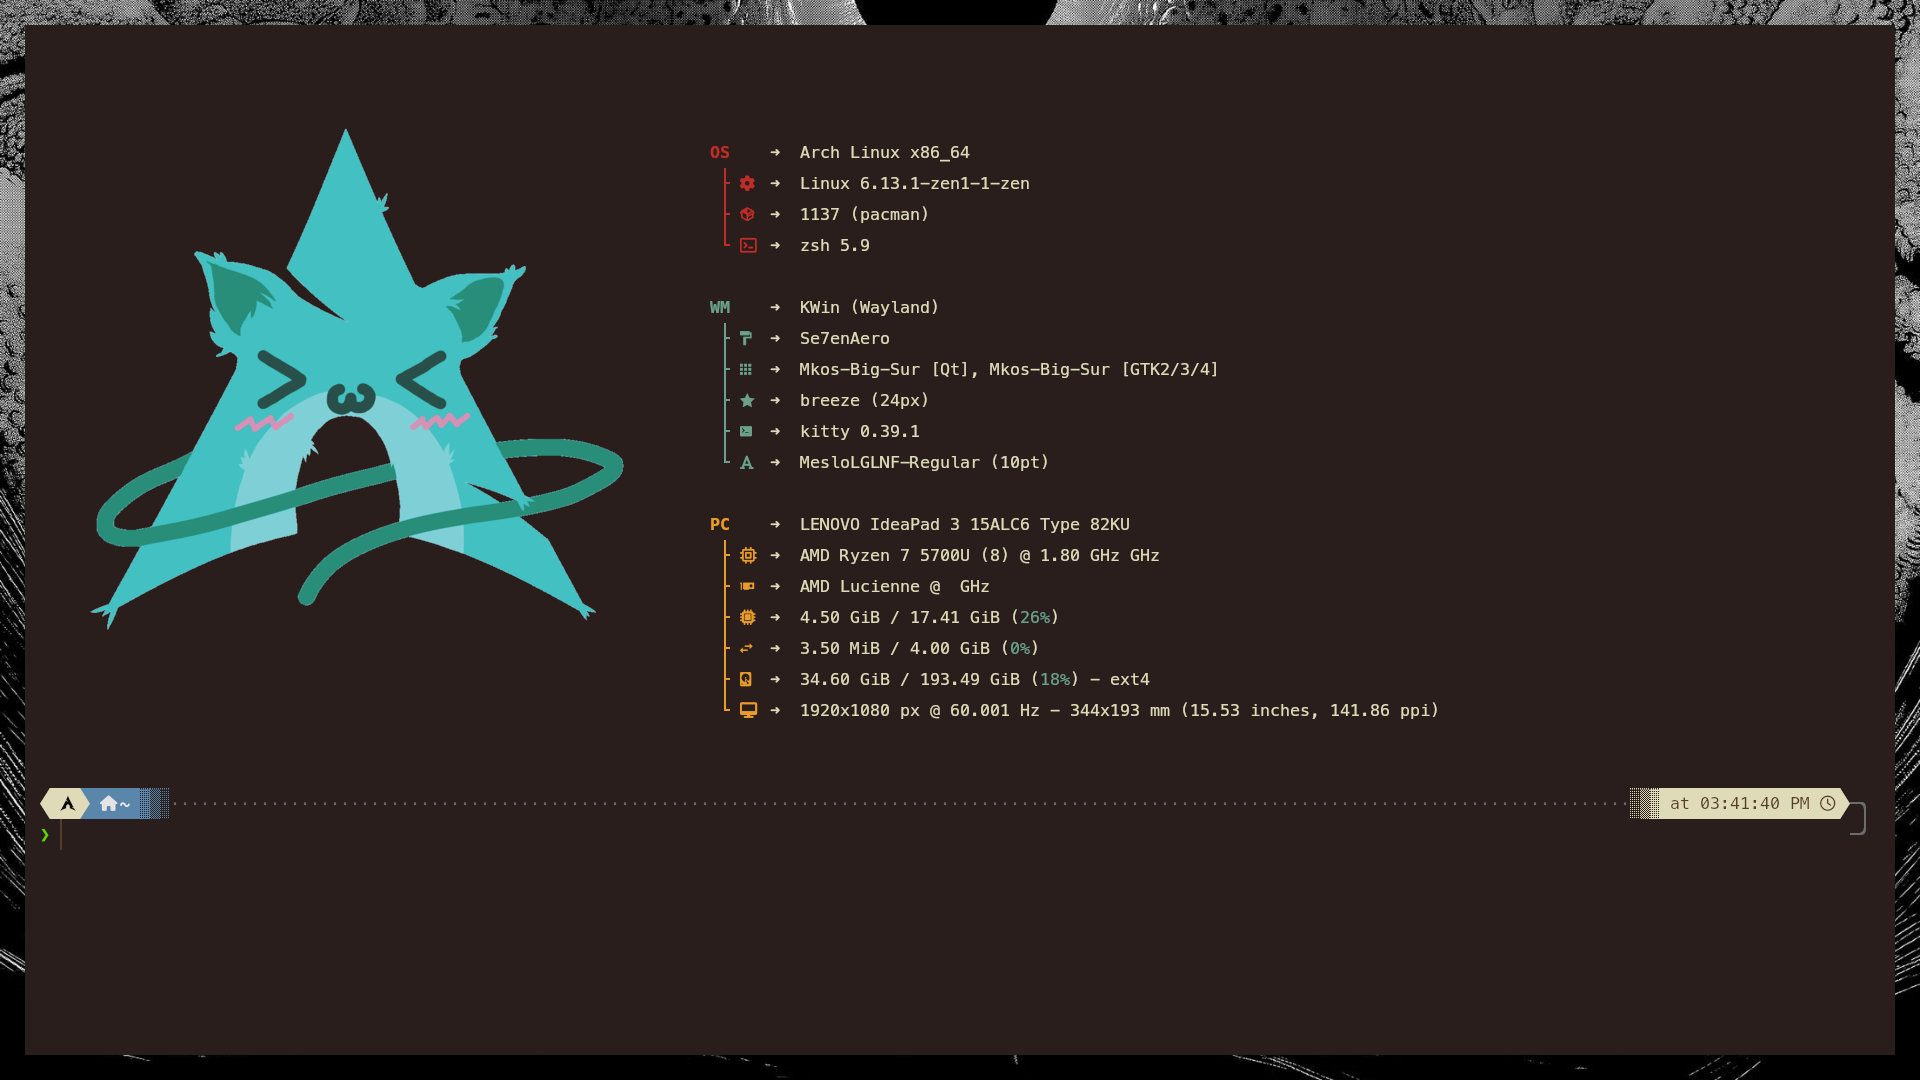 OS → Arch Linux x86_64
→ Linux 6.13.1-zen1-1-zen
→ 1137 (pacman)
→ zsh 5.9
WM → KWin (Wayland)
→ Se7enAero
→ Mkos-Big-Sur [Qt], Mkos-Big-Sur [GTK2/3/4]
→ breeze (24px)
→ kitty 0.39.1
→ MesloLGLNF-Regular (10pt)
PC → LENOVO IdeaPad 3 15ALC6 Type 82KU
→ AMD Ryzen 7 5700U (8) @ 1.80 GHz GHz
→ AMD Lucienne @  GHz
→ 4.50 GiB / 17.41 GiB (26%)
→ 3.50 MiB / 4.00 GiB (0%)
→ 34.60 GiB / 193.49 GiB (18%) - ext4
→ 1920x1080 px @ 60.001 Hz - 344x193 mm (15.53 inches, 141.86 ppi)
~ at 03:41:40 PM
❯